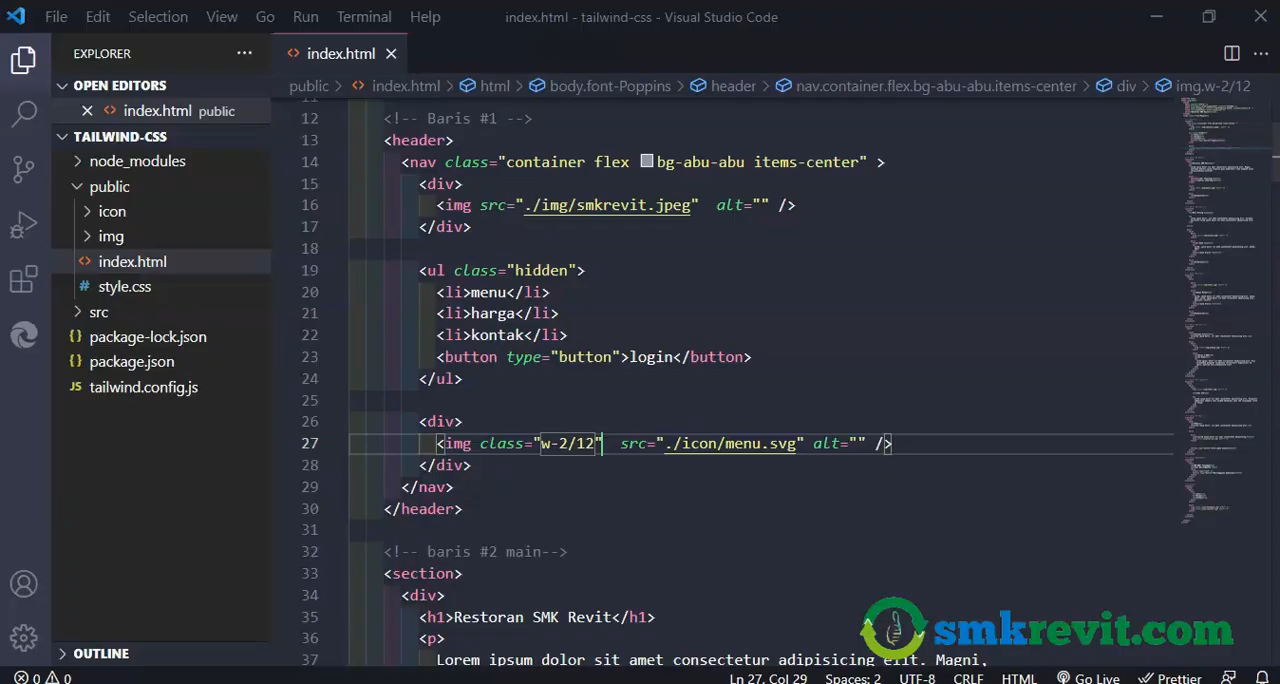 File Edit Selection View Go Run Terminal Help index.html - tailwind-css - Visual Studio Code
EXPLORER ···
OPEN EDITORS
index.html public
TAILWIND-CSS
node_modules
public
icon
img
index.html
# style.css
src
{} package-lock.json
{} package.json
JS tailwind.config.js
OUTLINE
index.html
public > index.html > html > body.font-Poppins > header > nav.container.flex.bg-abu-abu.items-center > div > img.w-2/12
12 <!-- Baris #1 -->
13 <header>
14 <nav class="container flex bg-abu-abu items-center" >
15 <div>
16 <img src="./img/smkrevit.jpeg"  alt="" />
17 </div>
18
19 <ul class="hidden">
20 <li>menu</li>
21 <li>harga</li>
22 <li>kontak</li>
23 <button type="button">login</button>
24 </ul>
25
26 <div>
27 <img class="w-2/12"  src="./icon/menu.svg" alt="" />
28 </div>
29 </nav>
30 </header>
31
32 <!-- baris #2 main-->
33 <section>
34 <div>
35 <h1>Restoran SMK Revit</h1>
36 <p>
37 Lorem ipsum dolor sit amet consectetur adipisicing elit. Magni,
smkrevit.com
0 0 Ln 27, Col 29 Spaces: 2 UTF-8 CRLF HTML Go Live Prettier